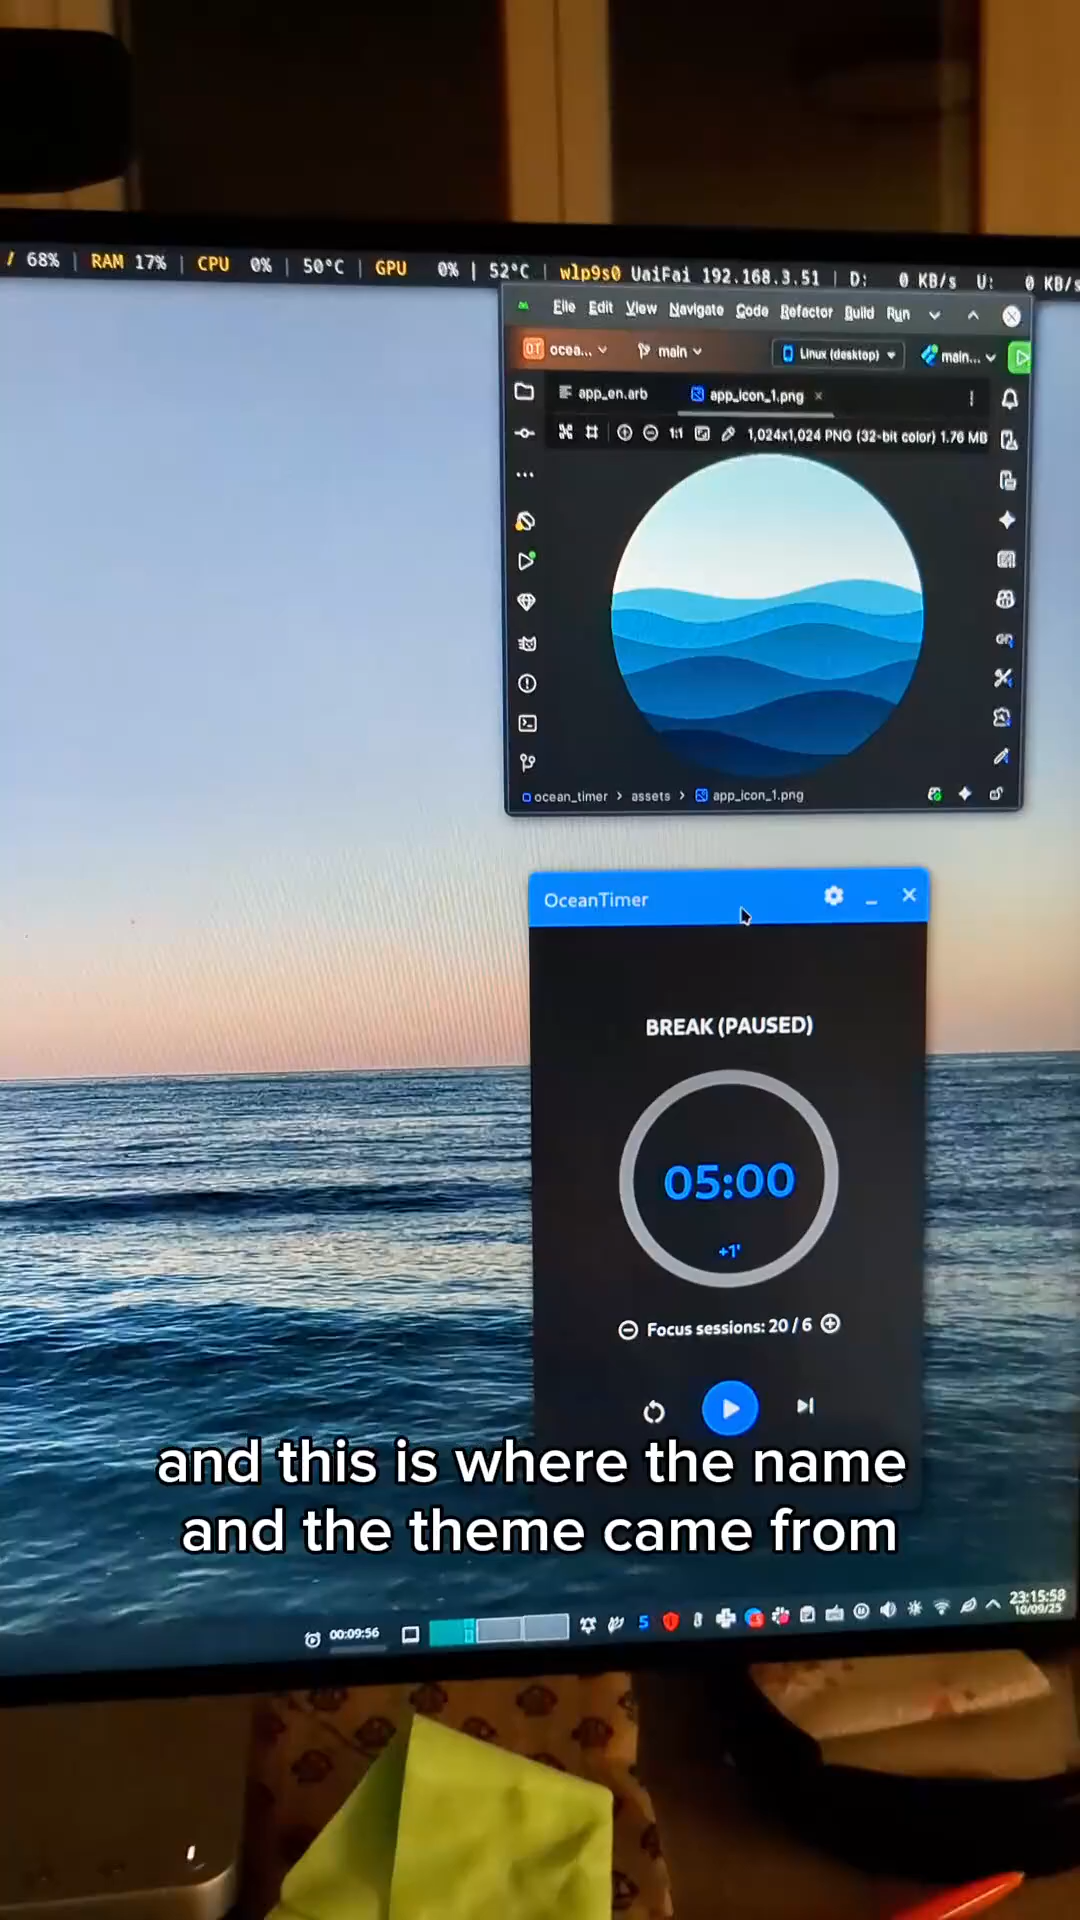 / 68% | RAM 17% | CPU 0% | 50°C | GPU 0% | 52°C | wlp9s0 UaiFai 192.168.3.51 | D: 0 KB/s U: 0 KB/s
File Edit View Navigate Code Refactor Build Run
OT ocea... main Linux (desktop) main...
app_en.arb app_icon_1.png
1:1 1,024x1,024 PNG (32-bit color) 1.76 MB
ocean_timer > assets > app_icon_1.png
OceanTimer
BREAK (PAUSED)
05:00
+1'
Focus sessions: 20 / 6
and this is where the name
and the theme came from
00:09:56
23:15:58
10/09/25